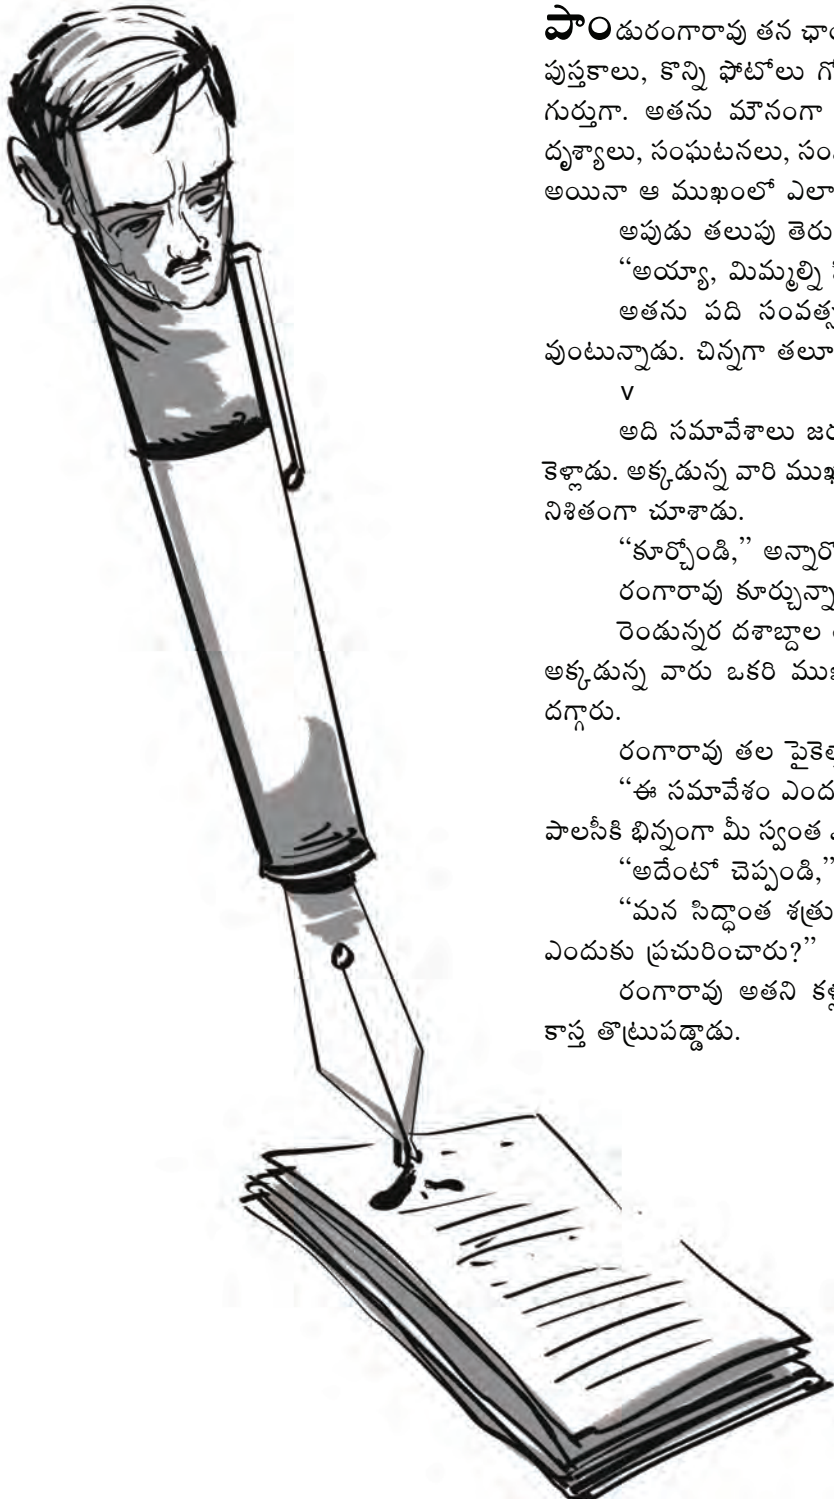 పాండురంగారావు తన ఛాం
పుస్తకాలు, కొన్ని ఫోటోలు గో
గుర్తుగా. అతను మౌనంగా
దృశ్యాలు, సంఘటనలు,
అయినా ఆ ముఖంలో ఎలా
అపుడు తలుపు తెరు
“అయ్యా, మిమ్మల్ని
అతను పది సంవత్స
వుంటున్నాడు. చిన్నగా తలూ
v
అది సమావేశాలు జర
కెళ్లాడు. అక్కడున్న వారి ముఖ
నిశితంగా చూశాడు.
“కూర్చోండి,” అన్నారొ
రంగారావు కూర్చున్నా
రెండున్నర దశాబ్దాల
అక్కడున్న వారు ఒకరి ముఖ
దగ్గారు.
రంగారావు తల పైకెత్త
“ఈ సమావేశం ఎంద
పాలసీకి భిన్నంగా మీ స్వంత
“అదేంటో చెప్పండి,”
“మన సిద్ధాంత శత్రు
ఎందుకు ప్రచురించారు?”
రంగారావు అతని కళ్ల
కాస్త తొట్రుపడ్డాడు.